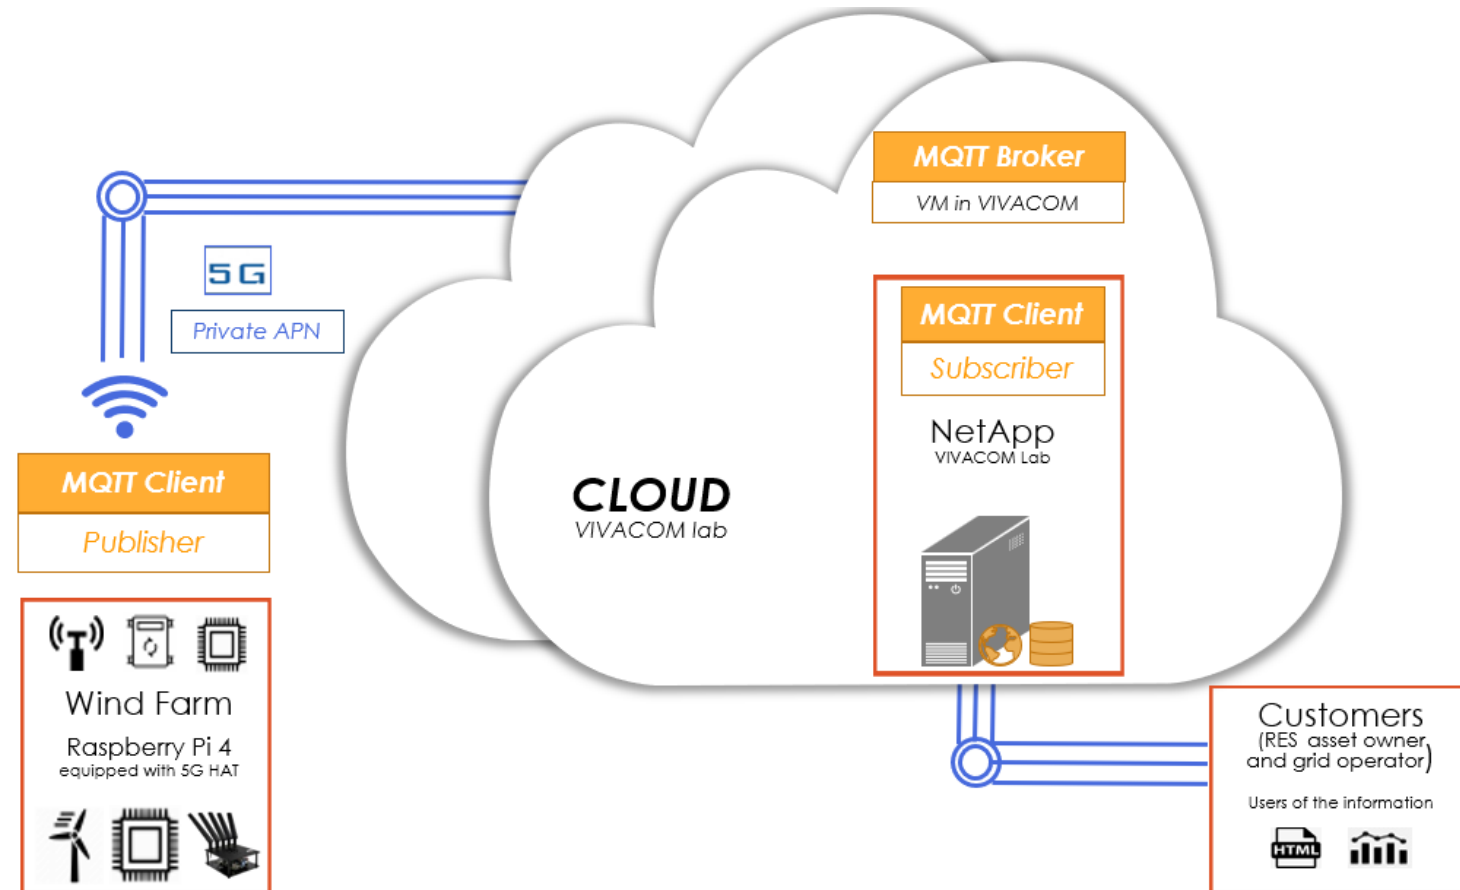 MQTT Broker
VM in VIVACOM
5G
Private APN
MQTT Client
Subscriber
NetApp
VIVACOM Lab
CLOUD
VIVACOM lab
MQTT Client
Publisher
Wind Farm
Raspberry Pi 4
equipped with 5G HAT
Customers
(RES asset owner
and grid operator)
Users of the information
HTML